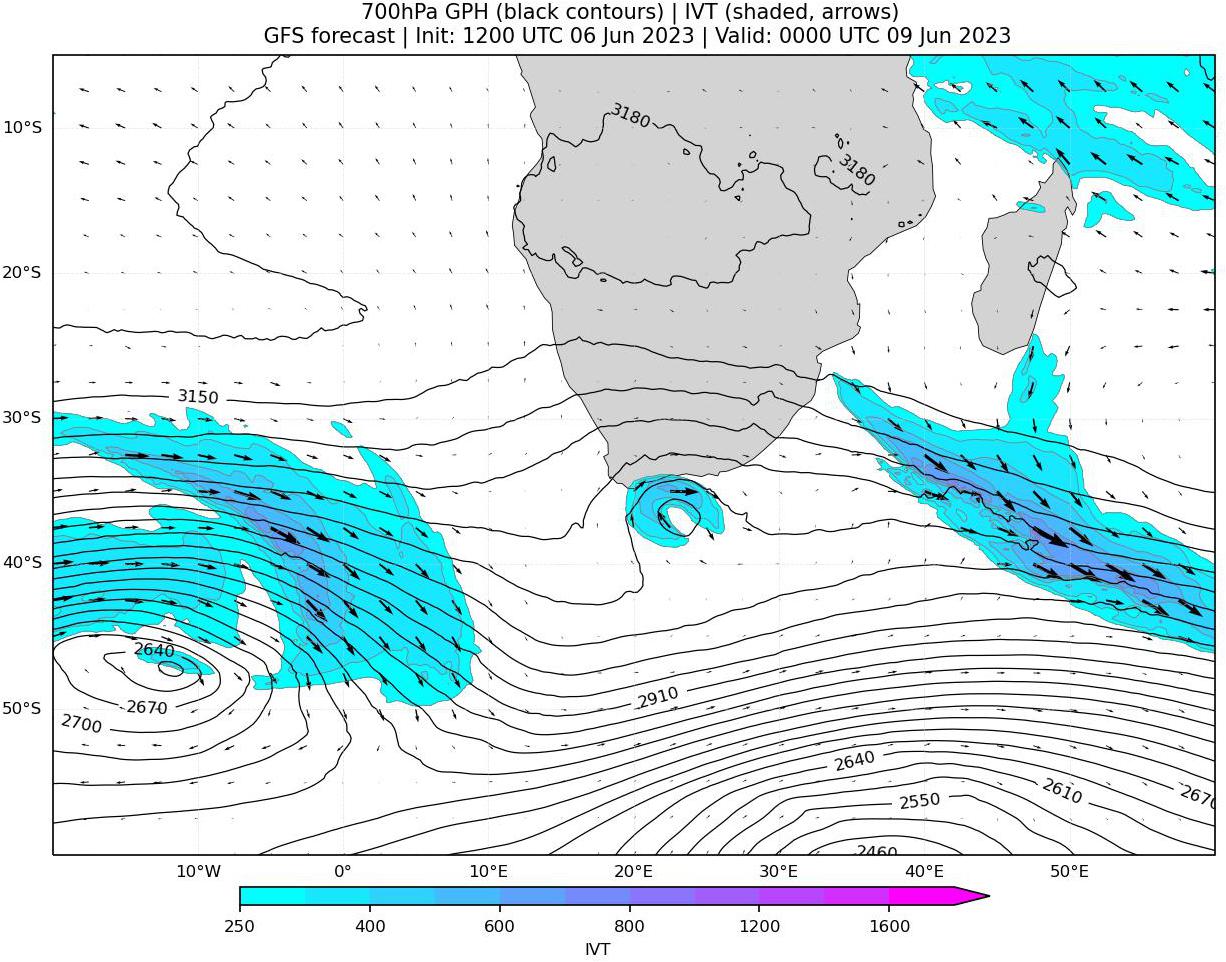 700hPa GPH (black contours) | IVT (shaded, arrows)
GFS forecast | Init: 1200 UTC 06 Jun 2023 | Valid: 0000 UTC 09 Jun 2023
3180
10°S
3180
20°S
3150
30°S
40°S
2640
2910
2670
50°S
2700
2640
2610
2670
2550
2460
10°W
0°
10°E
20°E
30°E
40°E
50°E
250
400
600
800
1200
1600
IVT